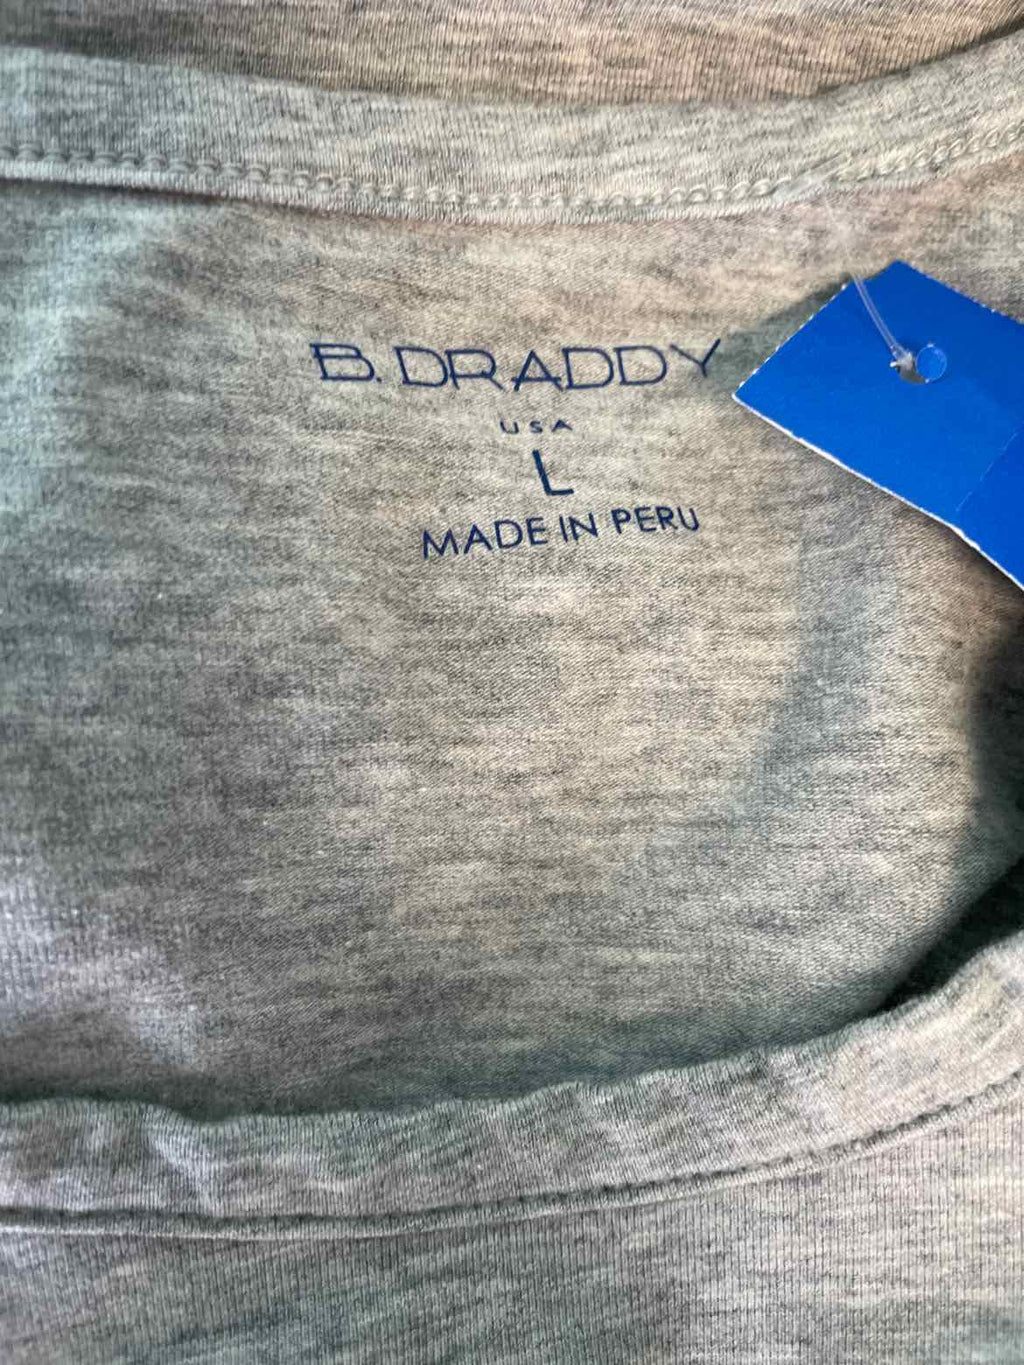 B. DRADDY
USA
L
MADE IN PERU